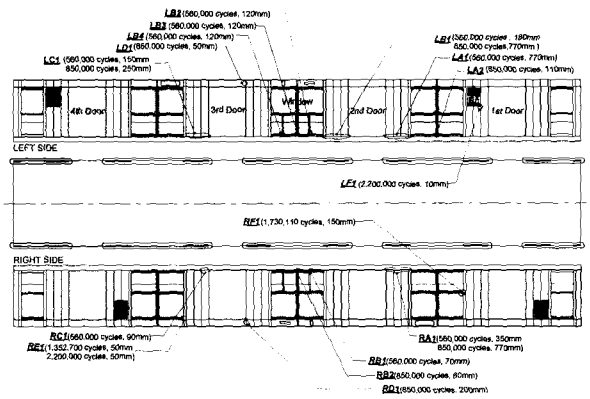 LB2(560,000 cycles, 120mm)
LB3(560,000 cycles, 120mm)
LB4(560,000 cycles, 120mm)
LD1(850,000 cycles, 50mm)
LC1(560,000 cycles, 150mm
850,000 cycles, 250mm)
LB1(560,000 cycles, 180mm
850,000 cycles,770mm)
LA1(560,000 cycles, 770mm)
LA2(850,000 cycles, 110mm)
4th Door
3rd Door
Window
2nd Door
1st Door
LEFT SIDE
LF1(2,200,000 cycles, 10mm)
RF1(1,730,110 cycles, 150mm)
RIGHT SIDE
RC1(560,000 cycles, 90mm)
RE1(1,352,700 cycles, 50mm
2,200,000 cycles, 50mm)
RA1(560,000 cycles, 350mm
850,000 cycles, 770mm)
RB1(560,000 cycles, 70mm)
RB2(850,000 cycles, 60mm)
RD1(850,000 cycles, 200mm)